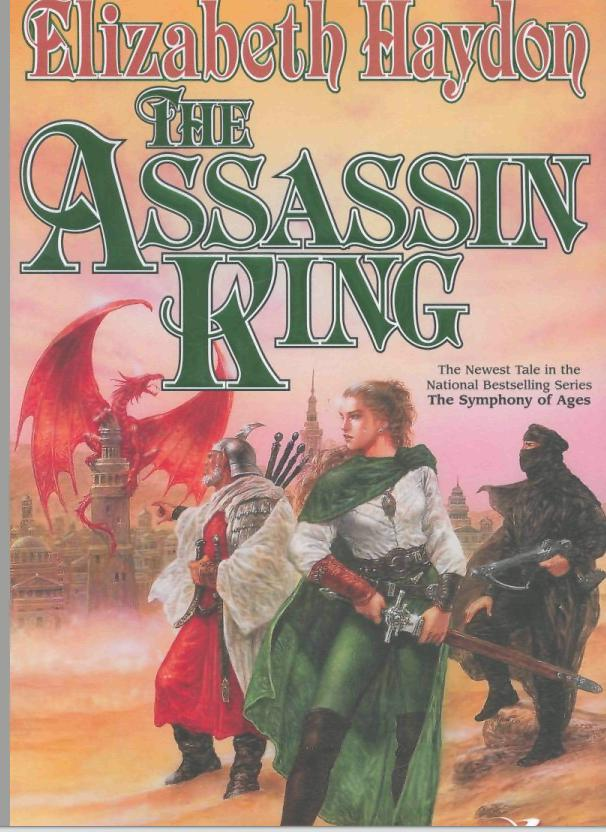 Elizabeth Haydon
THE
ASSASSIN
KING
The Newest Tale in the
National Bestselling Series
The Symphony of Ages